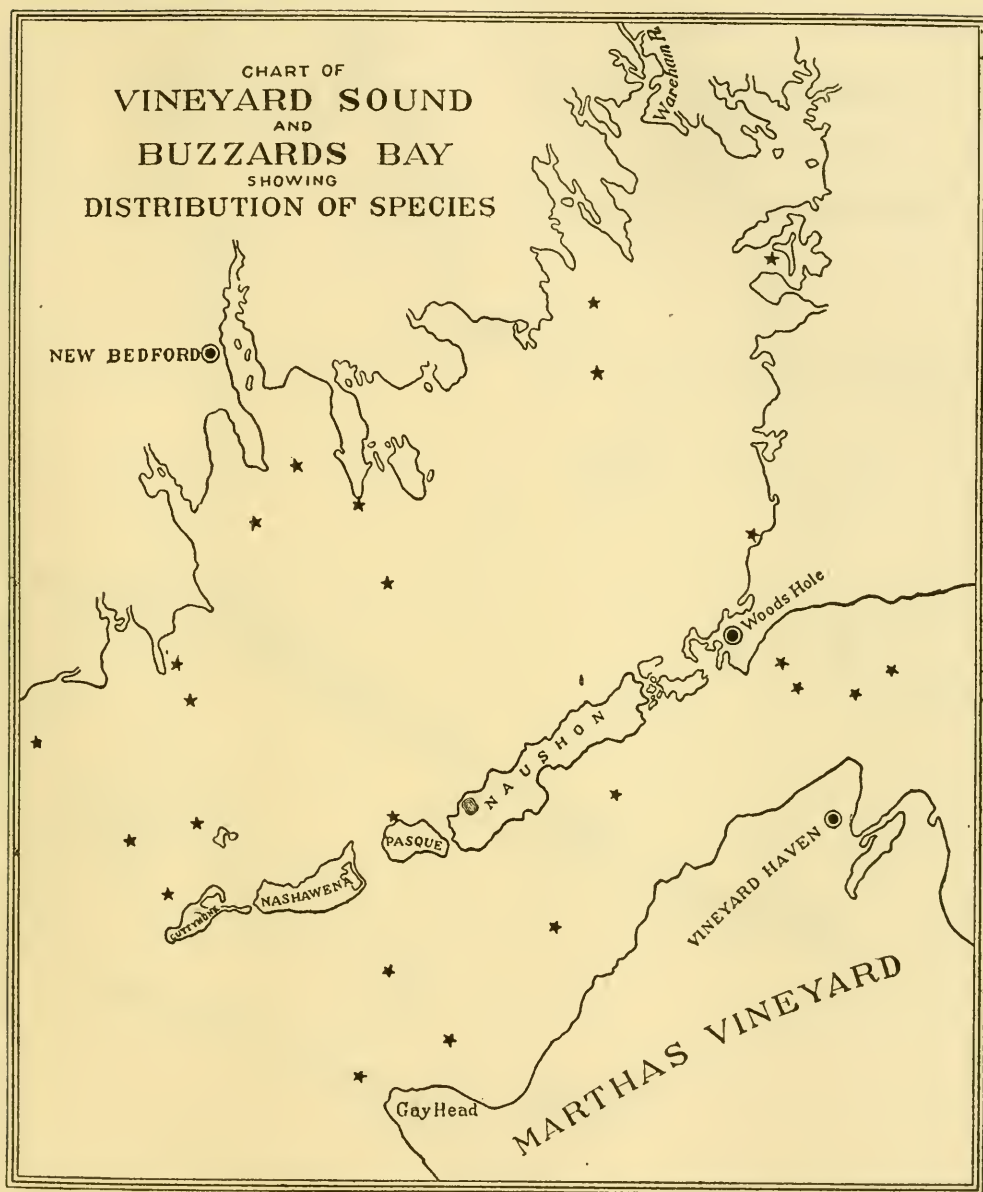 CHART OF
VINEYARD SOUND
AND
BUZZARDS BAY
SHOWING
DISTRIBUTION OF SPECIES
Wareham R
NEW BEDFORD
Woods Hole
NAUSHON
PASQUE
NASHAWENA
CUTTYHUNK
VINEYARD HAVEN
MARTHAS VINEYARD
Gay Head